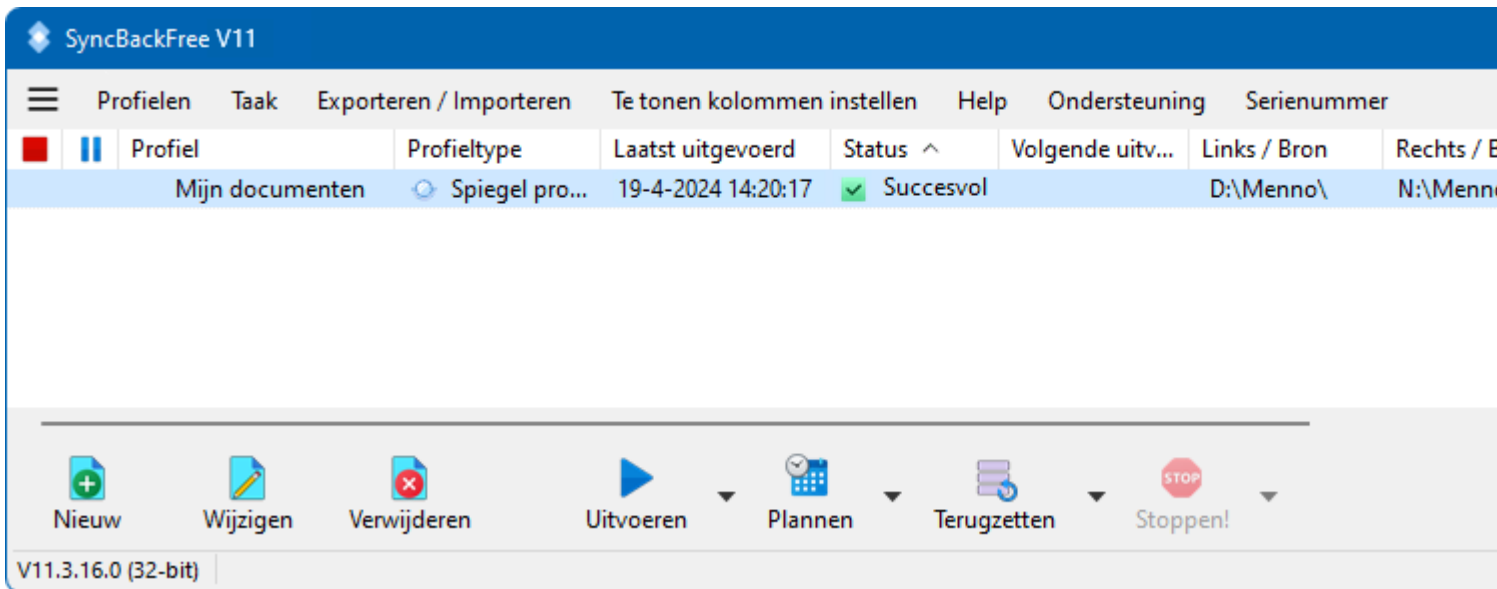 SyncBackFree V11
Profielen Taak Exporteren / Importeren Te tonen kolommen instellen Help Ondersteuning Serienummer
Profiel Profieltype Laatst uitgevoerd Status Volgende uitv... Links / Bron Rechts /
Mijn documenten Spiegel pro... 19-4-2024 14:20:17 Succesvol D:\Menno\ N:\Menno
STOP
Nieuw Wijzigen Verwijderen Uitvoeren Plannen Terugzetten Stoppen!
V11.3.16.0 (32-bit)